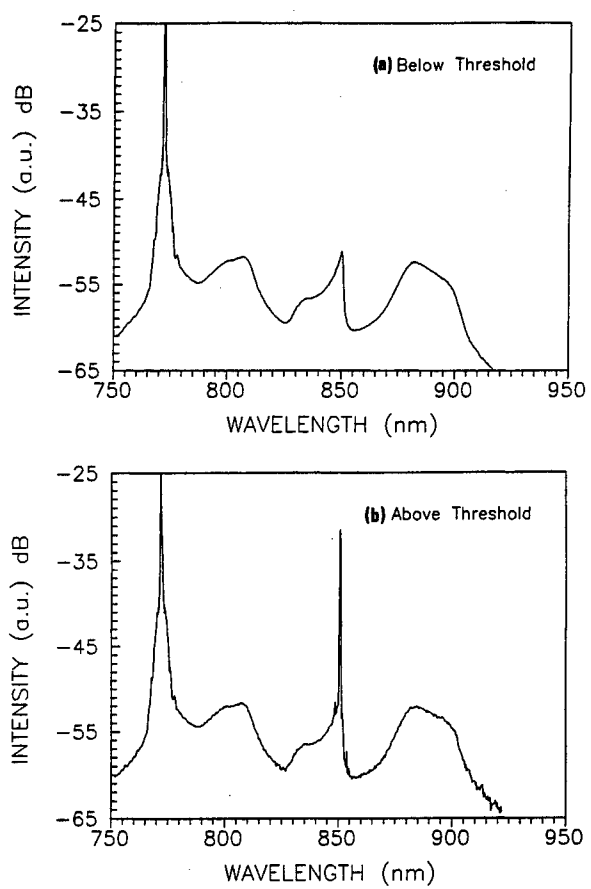 −25
(a) Below Threshold
−35
−45
−55
−65
INTENSITY (a.u.) dB
750 800 850 900 950
WAVELENGTH (nm)
−25
(b) Above Threshold
−35
−45
−55
−65
INTENSITY (a.u.) dB
750 800 850 900 950
WAVELENGTH (nm)